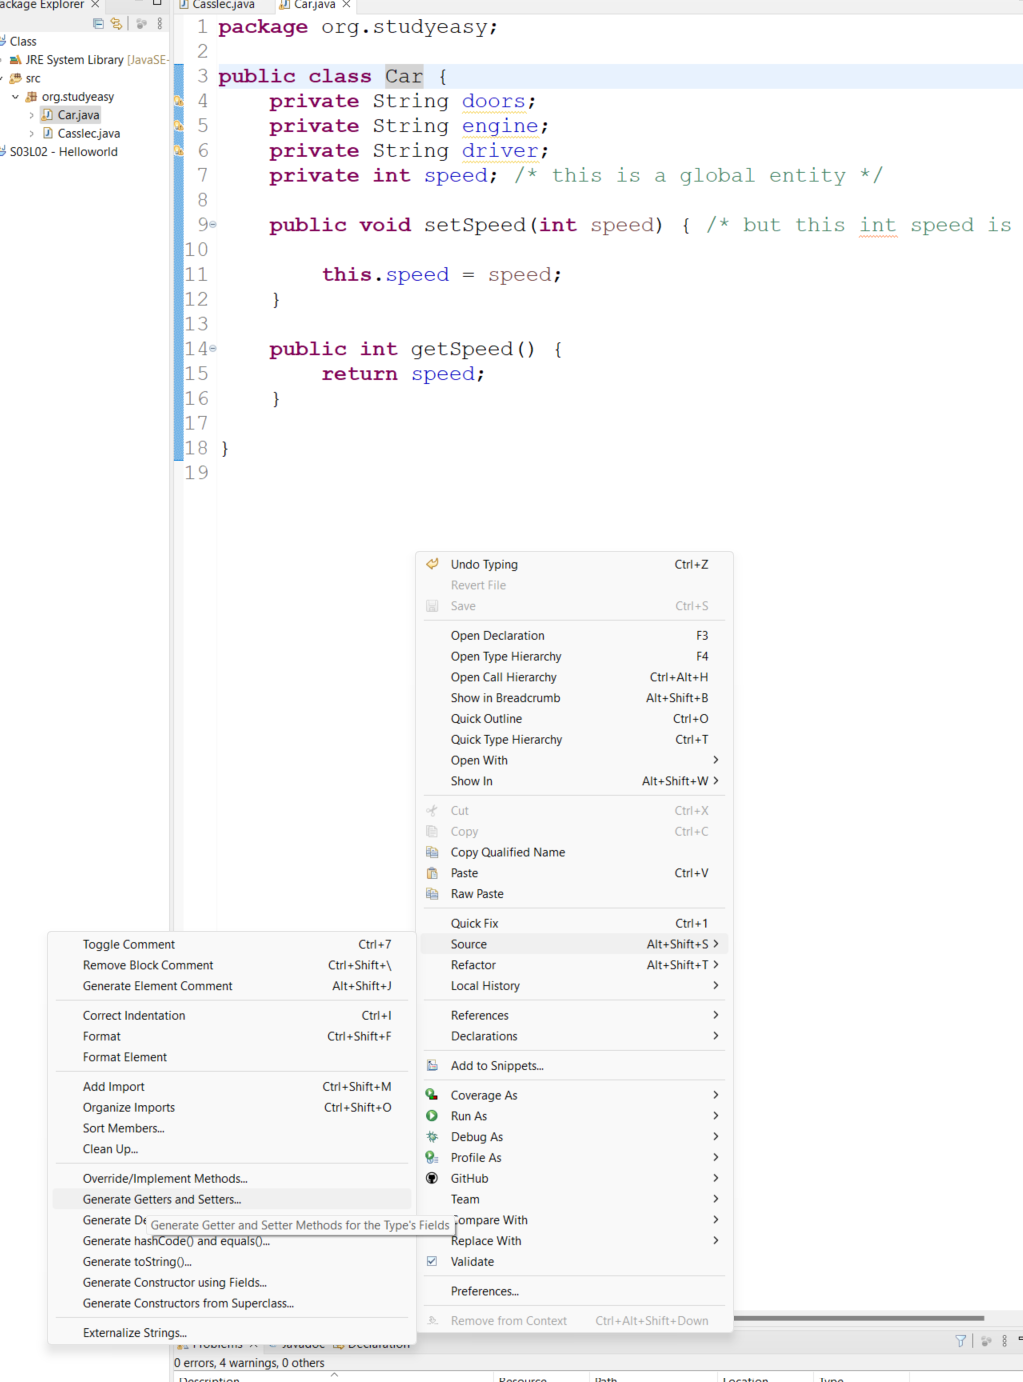 Package Explorer
Class
JRE System Library [JavaSE-
src
org.studyeasy
Car.java
Casslec.java
S03L02 - Helloworld
Casslec.java
Car.java
1 package org.studyeasy;
2
3 public class Car {
4 private String doors;
5 private String engine;
6 private String driver;
7 private int speed; /* this is a global entity */
8
9 public void setSpeed(int speed) { /* but this int speed is
10
11 this.speed = speed;
12 }
13
14 public int getSpeed() {
15 return speed;
16 }
17
18 }
19
Undo Typing Ctrl+Z
Revert File
Save Ctrl+S
Open Declaration F3
Open Type Hierarchy F4
Open Call Hierarchy Ctrl+Alt+H
Show in Breadcrumb Alt+Shift+B
Quick Outline Ctrl+O
Quick Type Hierarchy Ctrl+T
Open With
Show In Alt+Shift+W
Cut Ctrl+X
Copy Ctrl+C
Copy Qualified Name
Paste Ctrl+V
Raw Paste
Quick Fix Ctrl+1
Source Alt+Shift+S
Refactor Alt+Shift+T
Local History
References
Declarations
Add to Snippets...
Coverage As
Run As
Debug As
Profile As
GitHub
Team
Compare With
Replace With
Validate
Preferences...
Remove from Context Ctrl+Alt+Shift+Down
Toggle Comment Ctrl+7
Remove Block Comment Ctrl+Shift+\
Generate Element Comment Alt+Shift+J
Correct Indentation Ctrl+I
Format Ctrl+Shift+F
Format Element
Add Import Ctrl+Shift+M
Organize Imports Ctrl+Shift+O
Sort Members...
Clean Up...
Override/Implement Methods...
Generate Getters and Setters...
Generate De
Generate Getter and Setter Methods for the Type's Fields
Generate hashCode() and equals()...
Generate toString()...
Generate Constructor using Fields...
Generate Constructors from Superclass...
Externalize Strings...
Problems Javadoc Declaration
0 errors, 4 warnings, 0 others
Description Resource Path Location Type